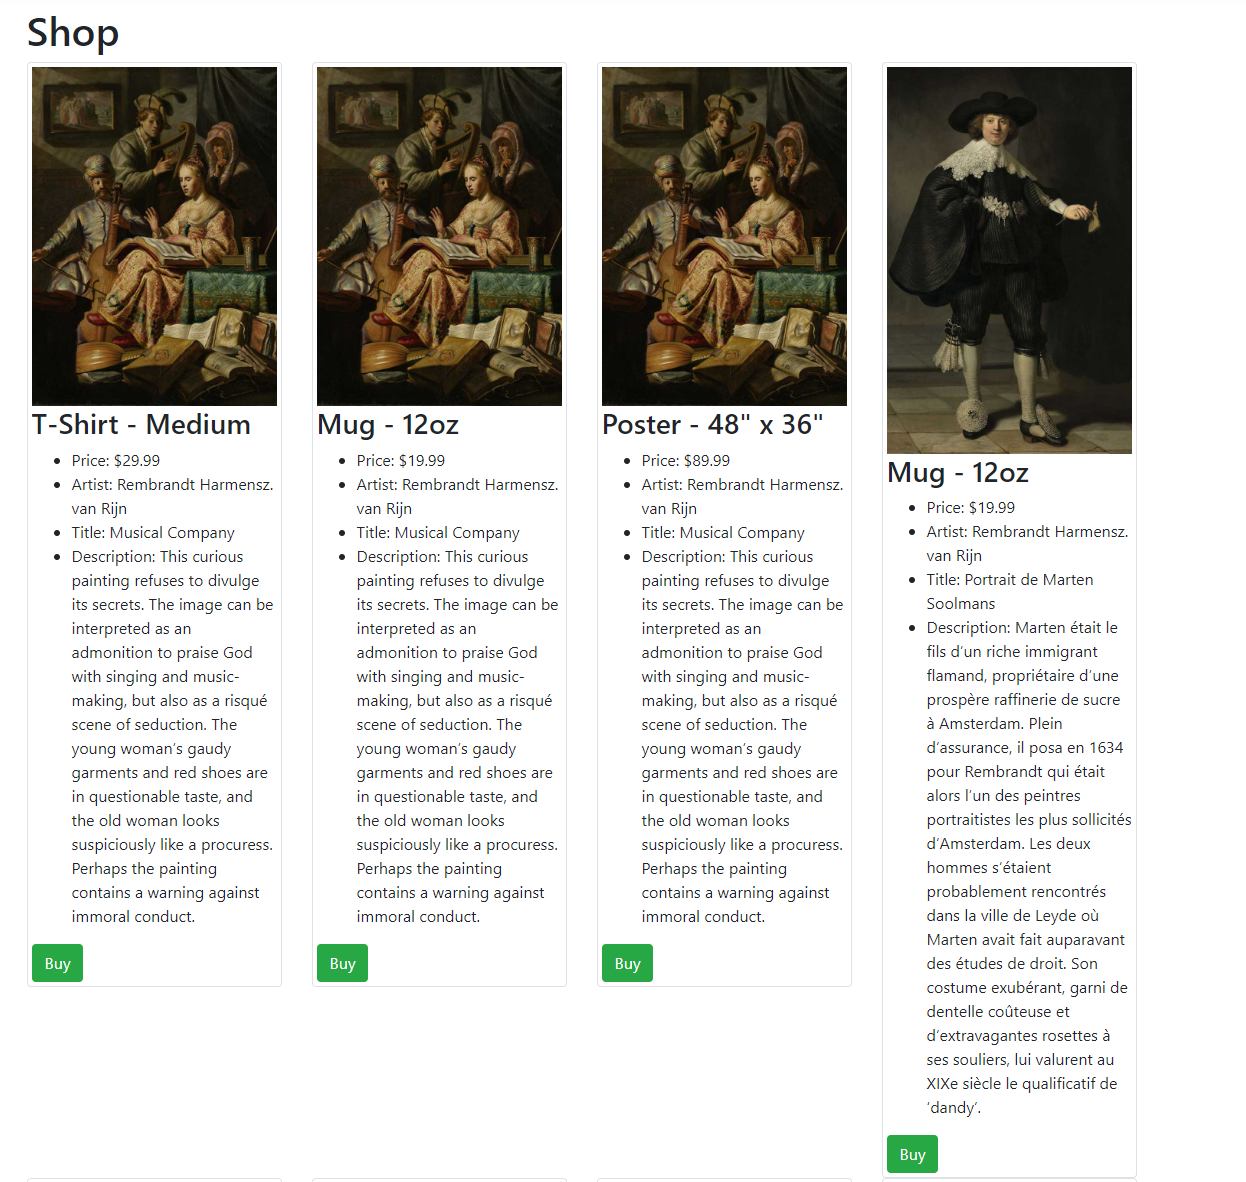 Shop
T-Shirt - Medium
Price: $29.99
Artist: Rembrandt Harmensz.
van Rijn
Title: Musical Company
Description: This curious
painting refuses to divulge
its secrets. The image can be
interpreted as an
admonition to praise God
with singing and music-
making, but also as a risqué
scene of seduction. The
young woman’s gaudy
garments and red shoes are
in questionable taste, and
the old woman looks
suspiciously like a procuress.
Perhaps the painting
contains a warning against
immoral conduct.
Buy
Mug - 12oz
Price: $19.99
Artist: Rembrandt Harmensz.
van Rijn
Title: Musical Company
Description: This curious
painting refuses to divulge
its secrets. The image can be
interpreted as an
admonition to praise God
with singing and music-
making, but also as a risqué
scene of seduction. The
young woman’s gaudy
garments and red shoes are
in questionable taste, and
the old woman looks
suspiciously like a procuress.
Perhaps the painting
contains a warning against
immoral conduct.
Buy
Poster - 48" x 36"
Price: $89.99
Artist: Rembrandt Harmensz.
van Rijn
Title: Musical Company
Description: This curious
painting refuses to divulge
its secrets. The image can be
interpreted as an
admonition to praise God
with singing and music-
making, but also as a risqué
scene of seduction. The
young woman’s gaudy
garments and red shoes are
in questionable taste, and
the old woman looks
suspiciously like a procuress.
Perhaps the painting
contains a warning against
immoral conduct.
Buy
Mug - 12oz
Price: $19.99
Artist: Rembrandt Harmensz.
van Rijn
Title: Portrait de Marten
Soolmans
Description: Marten était le
fils d’un riche immigrant
flamand, propriétaire d’une
prospère raffinerie de sucre
à Amsterdam. Plein
d’assurance, il posa en 1634
pour Rembrandt qui était
alors l’un des peintres
portraitistes les plus sollicités
d’Amsterdam. Les deux
hommes s’étaient
probablement rencontrés
dans la ville de Leyde où
Marten avait fait auparavant
des études de droit. Son
costume exubérant, garni de
dentelle coûteuse et
d’extravagantes rosettes à
ses souliers, lui valurent au
XIXe siècle le qualificatif de
‘dandy’.
Buy